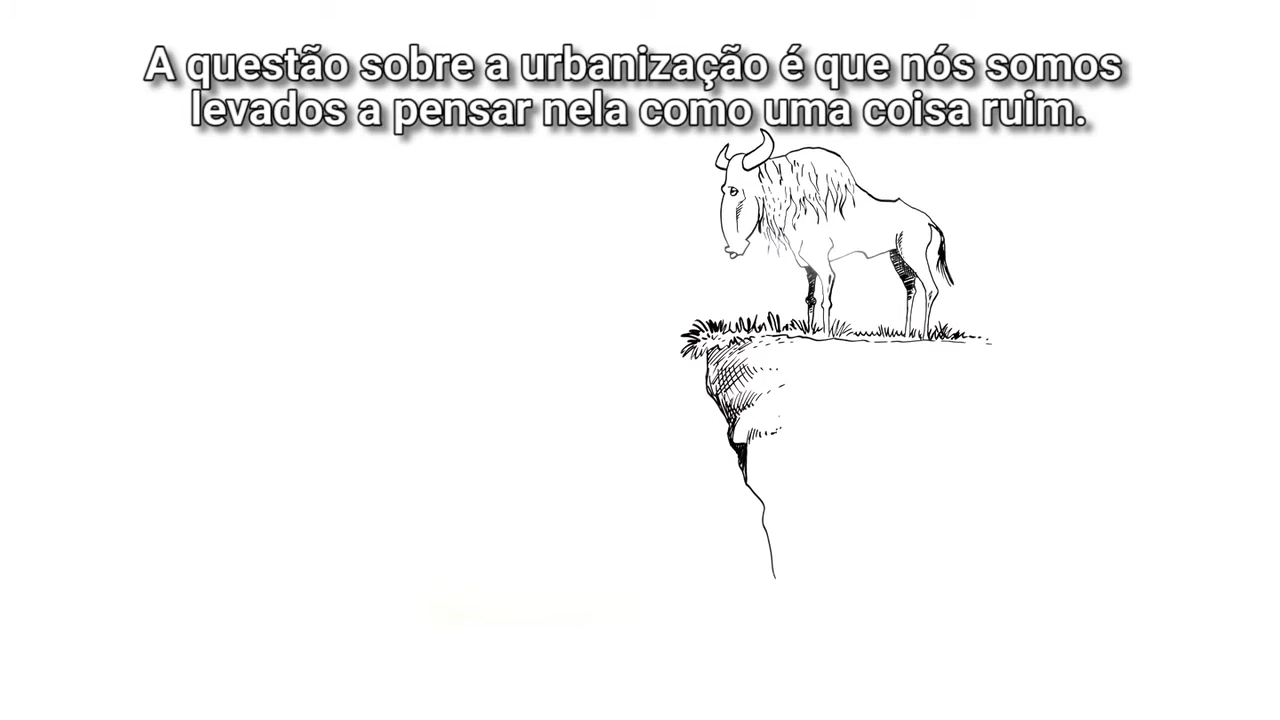 A questão sobre a urbanização é que nós somos
levados a pensar nela como uma coisa ruim.